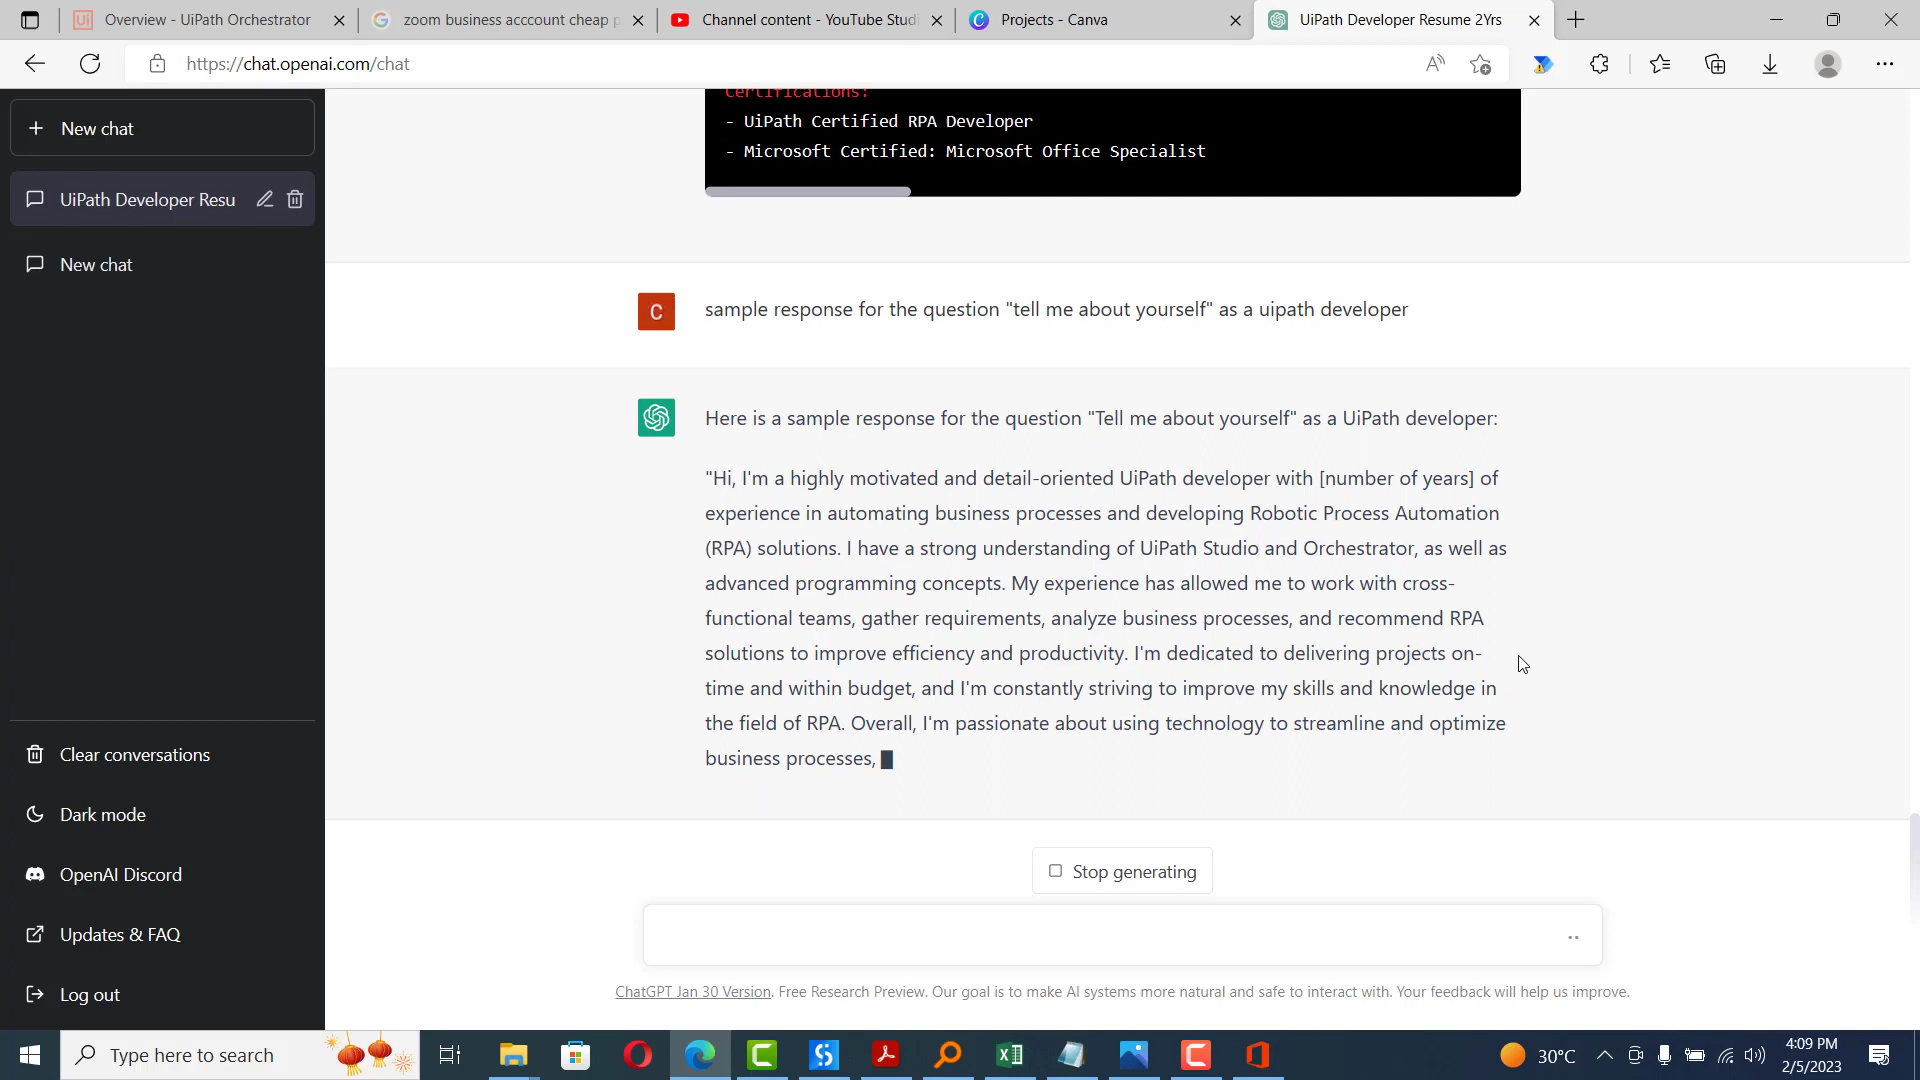 Overview - UiPath Orchestrator
zoom business acccount cheap p
Channel content - YouTube Stud
Projects - Canva
UiPath Developer Resume 2Yrs
https://chat.openai.com/chat
New chat
UiPath Developer Resu
New chat
certifications:
- UiPath Certified RPA Developer
- Microsoft Certified: Microsoft Office Specialist
C
sample response for the question "tell me about yourself" as a uipath developer
Here is a sample response for the question "Tell me about yourself" as a UiPath developer:
"Hi, I'm a highly motivated and detail-oriented UiPath developer with [number of years] of
experience in automating business processes and developing Robotic Process Automation
(RPA) solutions. I have a strong understanding of UiPath Studio and Orchestrator, as well as
advanced programming concepts. My experience has allowed me to work with cross-
functional teams, gather requirements, analyze business processes, and recommend RPA
solutions to improve efficiency and productivity. I'm dedicated to delivering projects on-
time and within budget, and I'm constantly striving to improve my skills and knowledge in
the field of RPA. Overall, I'm passionate about using technology to streamline and optimize
business processes,
Clear conversations
Dark mode
OpenAI Discord
Updates & FAQ
Log out
Stop generating
ChatGPT Jan 30 Version. Free Research Preview. Our goal is to make AI systems more natural and safe to interact with. Your feedback will help us improve.
Type here to search
30°C
4:09 PM
2/5/2023